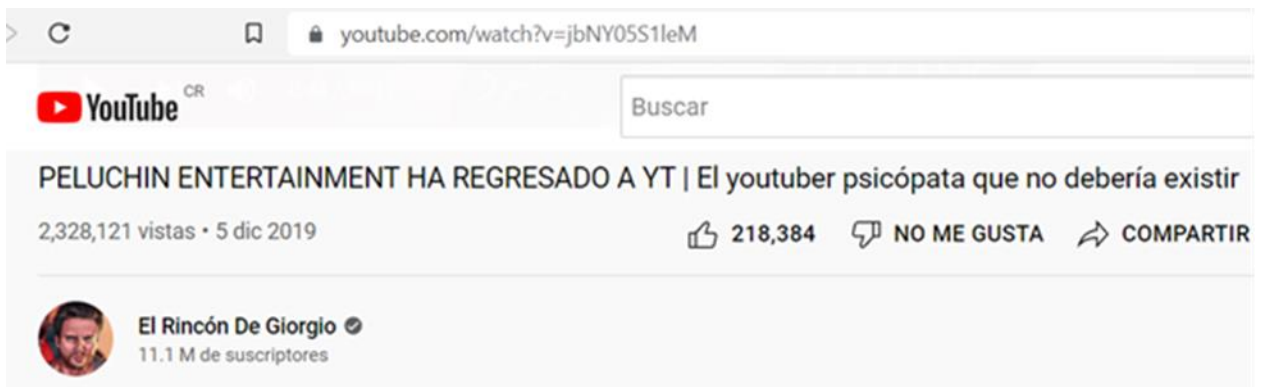 youtube.com/watch?v=jbNY05S1leM
YouTube CR
Buscar
PELUCHIN ENTERTAINMENT HA REGRESADO A YT | El youtuber psicópata que no debería existir
2,328,121 vistas • 5 dic 2019 218,384 NO ME GUSTA COMPARTIR
El Rincón De Giorgio
11.1 M de suscriptores